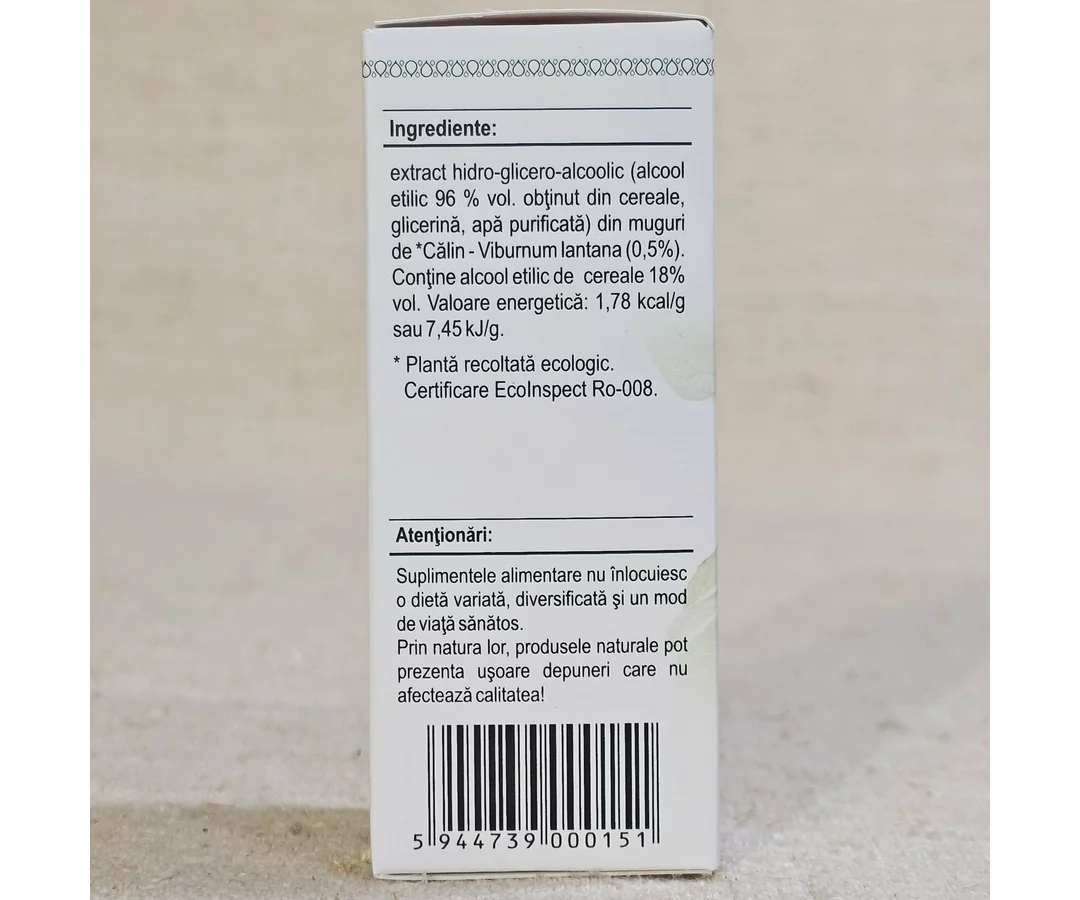 Ingrediente:
extract hidro-glicero-alcoolic (alcool
etilic 96 % vol. obţinut din cereale,
glicerină, apă purificată) din muguri
de *Călin - Viburnum lantana (0,5%).
Conţine alcool etilic de cereale 18%
vol. Valoare energetică: 1,78 kcal/g
sau 7,45 kJ/g.
* Plantă recoltată ecologic.
Certificare EcoInspect Ro-008.
Atenţionări:
Suplimentele alimentare nu înlocuiesc
o dietă variată, diversificată şi un mod
de viaţă sănătos.
Prin natura lor, produsele naturale pot
prezenta uşoare depuneri care nu
afectează calitatea!
5 944739 000151